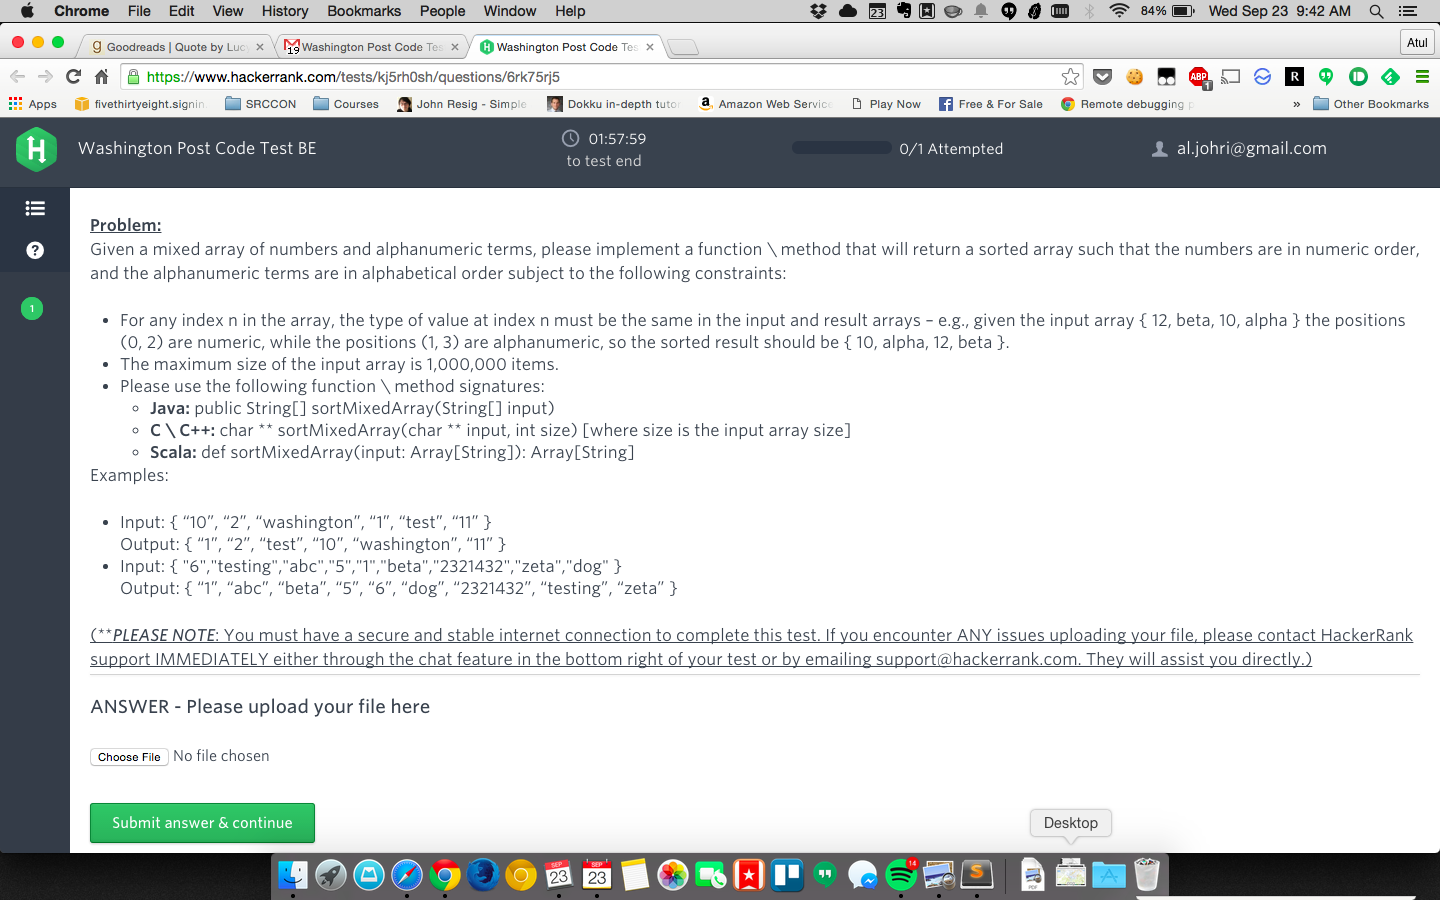 Chrome File Edit View History Bookmarks People Window Help 23 84% Wed Sep 23 9:42 AM
g Goodreads | Quote by Luc × 19 Washington Post Code Tes × Washington Post Code Tes × Atul
https://www.hackerrank.com/tests/kj5rh0sh/questions/6rk75rj5 ABP 1 R
Apps fivethirtyeight.signin SRCCON Courses John Resig - Simple Dokku in-depth tutor a Amazon Web Service Play Now Free & For Sale Remote debugging p » Other Bookmarks
H Washington Post Code Test BE 01:57:59 0/1 Attempted al.johri@gmail.com
to test end
?
1
Problem:
Given a mixed array of numbers and alphanumeric terms, please implement a function \ method that will return a sorted array such that the numbers are in numeric order,
and the alphanumeric terms are in alphabetical order subject to the following constraints:
• For any index n in the array, the type of value at index n must be the same in the input and result arrays – e.g., given the input array { 12, beta, 10, alpha } the positions
(0, 2) are numeric, while the positions (1, 3) are alphanumeric, so the sorted result should be { 10, alpha, 12, beta }.
• The maximum size of the input array is 1,000,000 items.
• Please use the following function \ method signatures:
◦ Java: public String[] sortMixedArray(String[] input)
◦ C \ C++: char ** sortMixedArray(char ** input, int size) [where size is the input array size]
◦ Scala: def sortMixedArray(input: Array[String]): Array[String]
Examples:
• Input: { “10”, “2”, “washington”, “1”, “test”, “11” }
Output: { “1”, “2”, “test”, “10”, “washington”, “11” }
• Input: { "6","testing","abc","5","1","beta","2321432","zeta","dog" }
Output: { “1”, “abc”, “beta”, “5”, “6”, “dog”, “2321432”, “testing”, “zeta” }
(**PLEASE NOTE: You must have a secure and stable internet connection to complete this test. If you encounter ANY issues uploading your file, please contact HackerRank
support IMMEDIATELY either through the chat feature in the bottom right of your test or by emailing support@hackerrank.com. They will assist you directly.)
ANSWER - Please upload your file here
Choose File No file chosen
Submit answer & continue
Desktop
SEP 23 SEP 23 14 S PDF